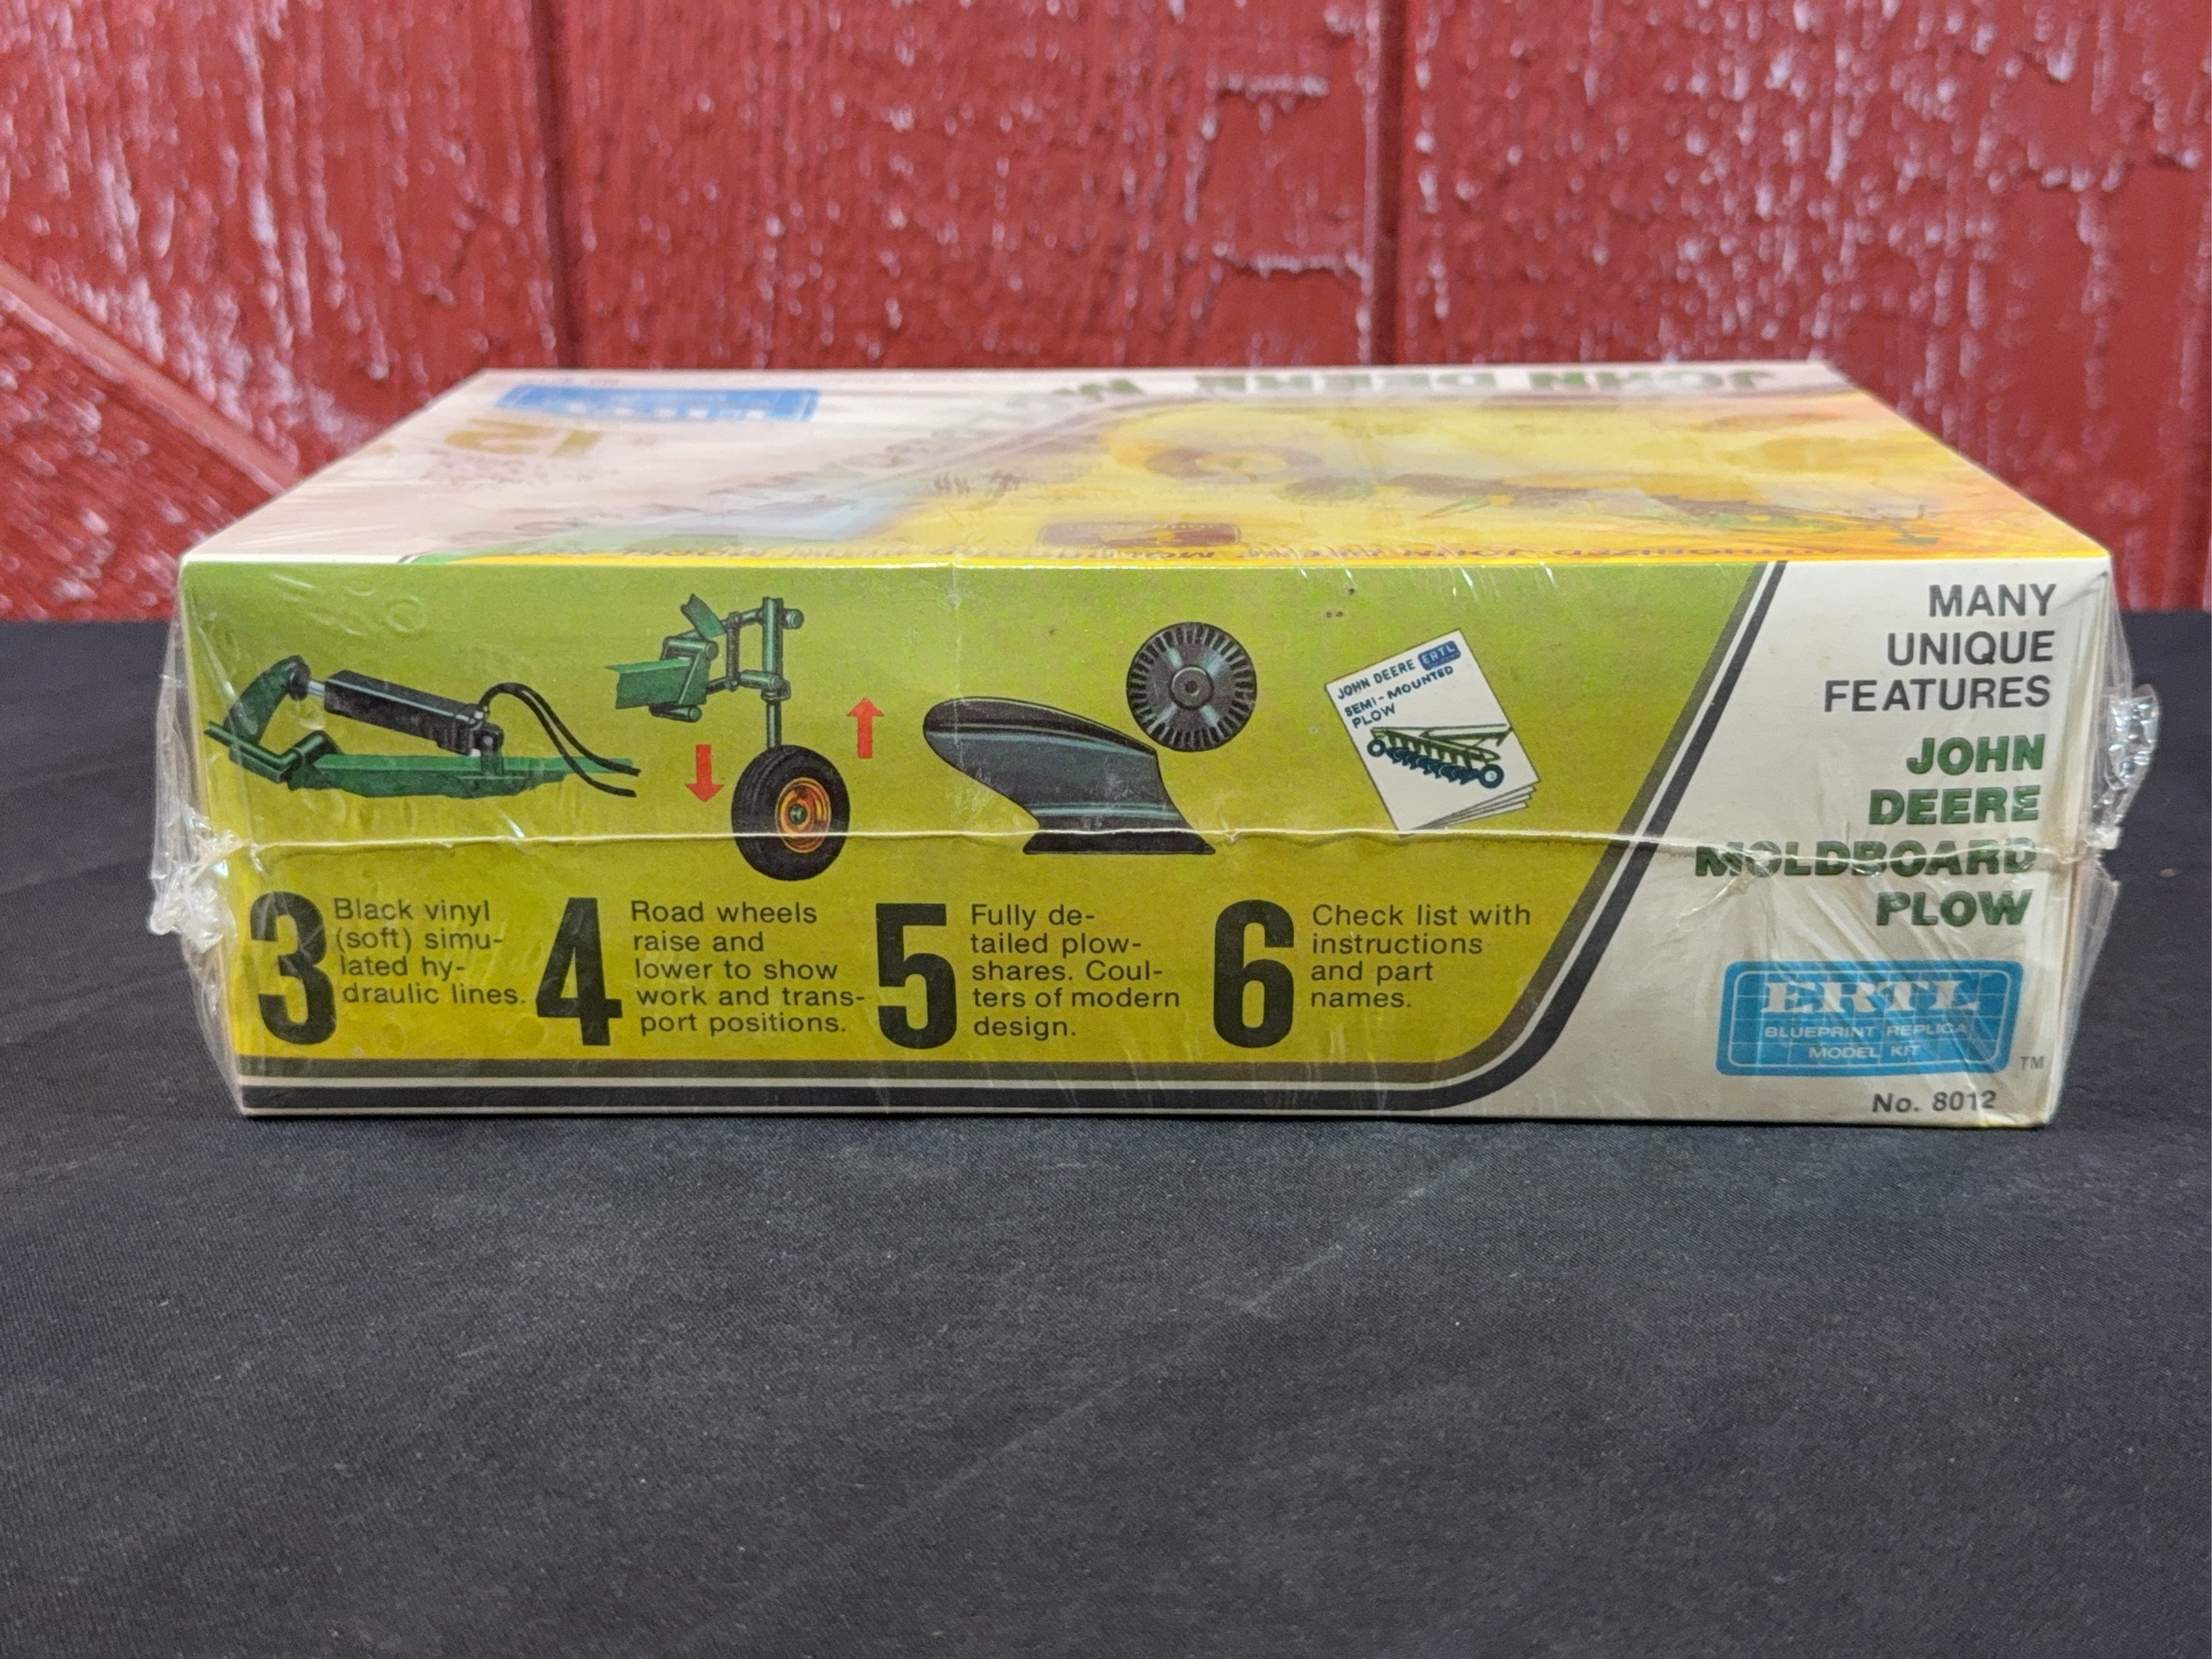 JOHN DEERE
JOHN DEERE ERTL
SEMI-MOUNTED
PLOW
3
Black vinyl
(soft) simu-
lated hy-
draulic lines.
4
Road wheels
raise and
lower to show
work and trans-
port positions.
5
Fully de-
tailed plow-
shares. Coul-
ters of modern
design.
6
Check list with
instructions
and part
names.
MANY
UNIQUE
FEATURES
JOHN
DEERE
MOLDBOARD
PLOW
ERTL
BLUEPRINT REPLICA
MODEL KIT
TM
No. 8012